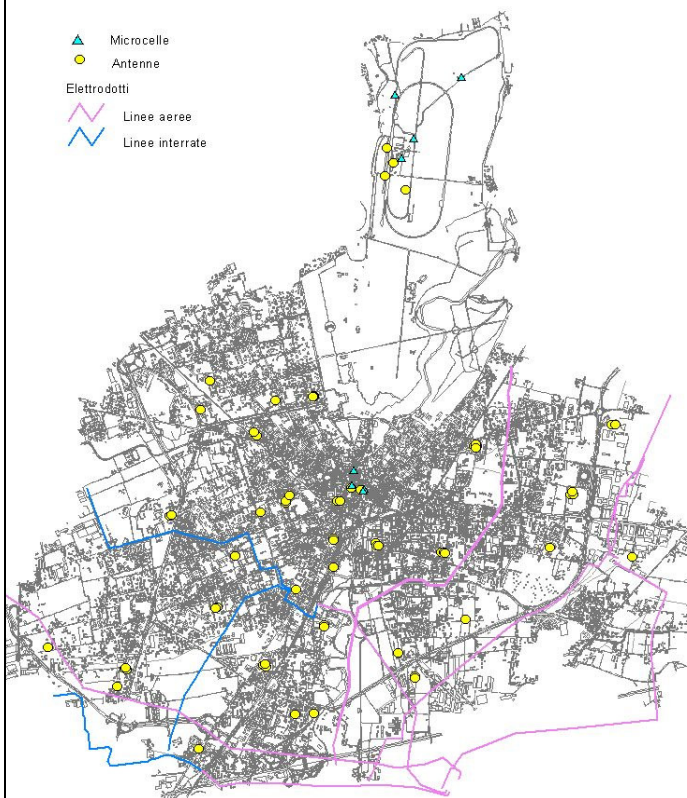 Microcelle
Antenne
Elettrodotti
Linee aeree
Linee interrate